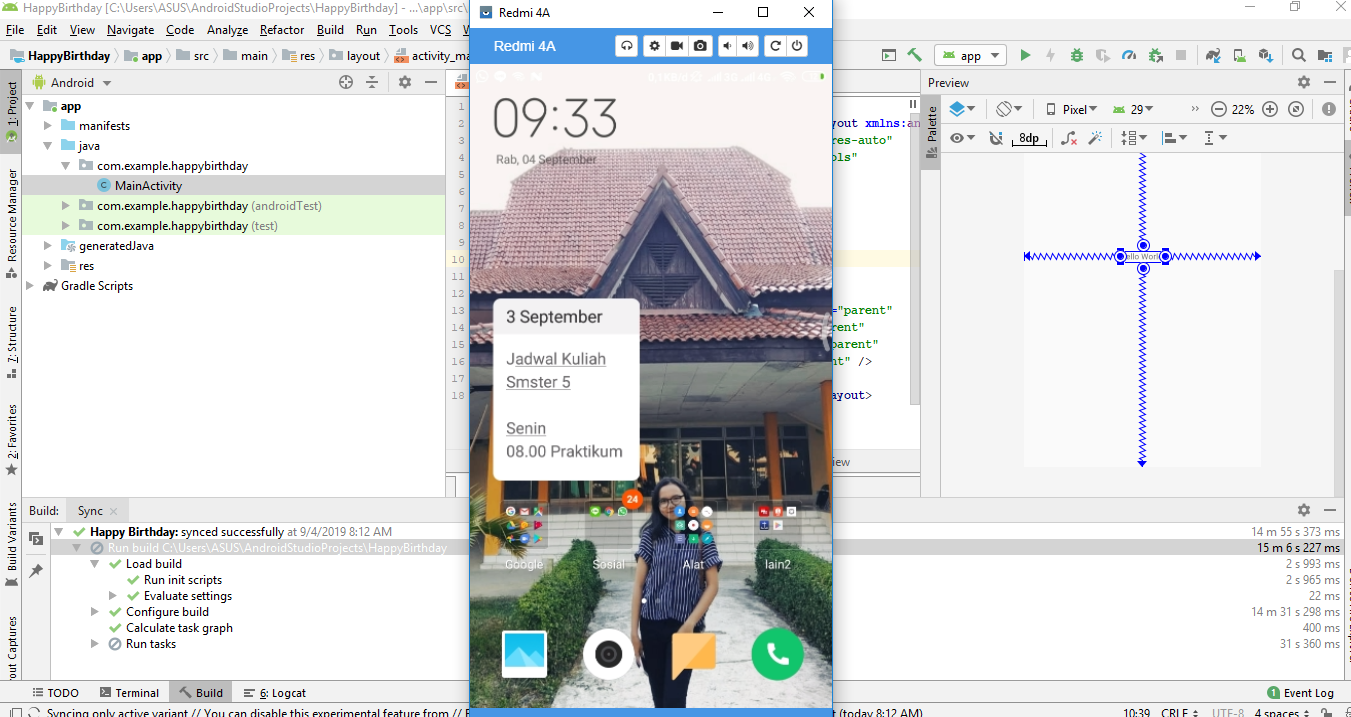 HappyBirthday [C:\Users\ASUS\AndroidStudioProjects\HappyBirthday] - ...\app\src\
Redmi 4A
File Edit View Navigate Code Analyze Refactor Build Run Tools VCS
Redmi 4A
HappyBirthday app src main res layout activity_ma
app
Android
Preview
1: Project
Resource Manager
Z: Structure
2: Favorites
Build Variants
out Captures
app
manifests
java
com.example.happybirthday
MainActivity
com.example.happybirthday (androidTest)
com.example.happybirthday (test)
generatedJava
res
Gradle Scripts
1
2
3
4
5
6
7
8
9
10
11
12
13
14
15
16
17
18
ayout xmlns:an
res-auto"
ols"
="parent"
rent"
parent"
nt" />
ayout>
iew
09:33
Rab, 04 September
3 September
Jadwal Kuliah
Smster 5
Senin
08.00 Praktikum
24
Google Sosial Alat lain2
Palette
Pixel 29 22%
8dp
Build: Sync
Happy Birthday: synced successfully at 9/4/2019 8:12 AM 14 m 55 s 373 ms
Run build C:\Users\ASUS\AndroidStudioProjects\HappyBirthday 15 m 6 s 227 ms
Load build 2 s 993 ms
Run init scripts 2 s 965 ms
Evaluate settings 22 ms
Configure build 14 m 31 s 298 ms
Calculate task graph 400 ms
Run tasks 31 s 360 ms
TODO Terminal Build 6: Logcat 1 Event Log
Syncing only active variant // You can disable this experimental feature from // t (today 8:12 AM) 10:39 CRLF UTF-8 4 spaces